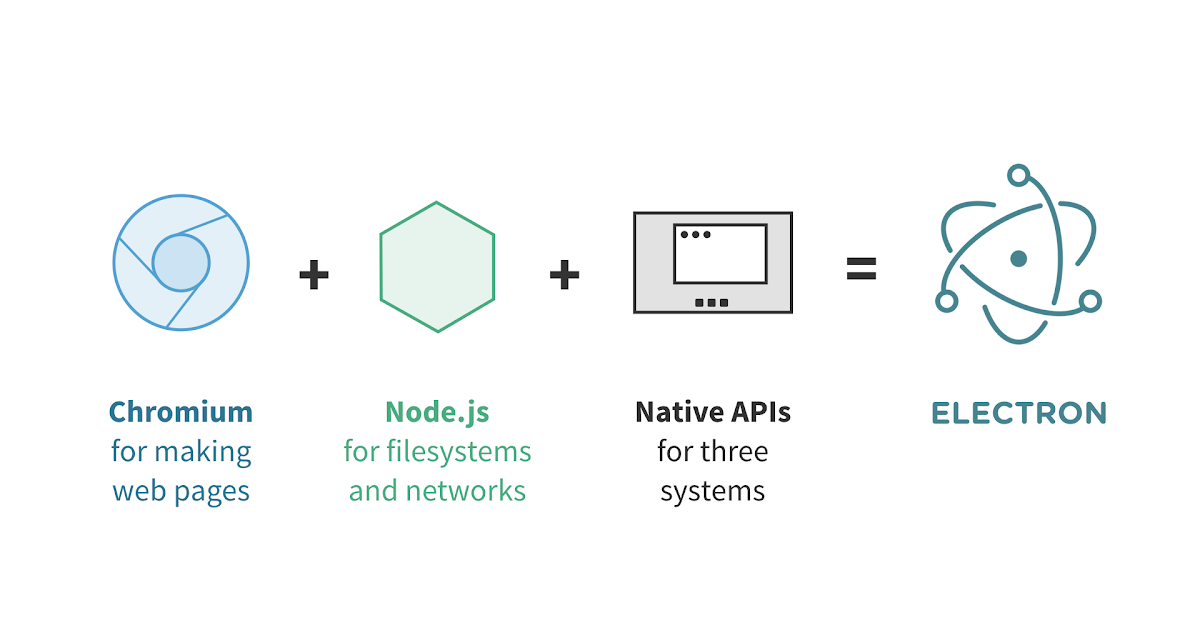 +
+
=
Chromium
for making
web pages
Node.js
for filesystems
and networks
Native APIs
for three
systems
ELECTRON